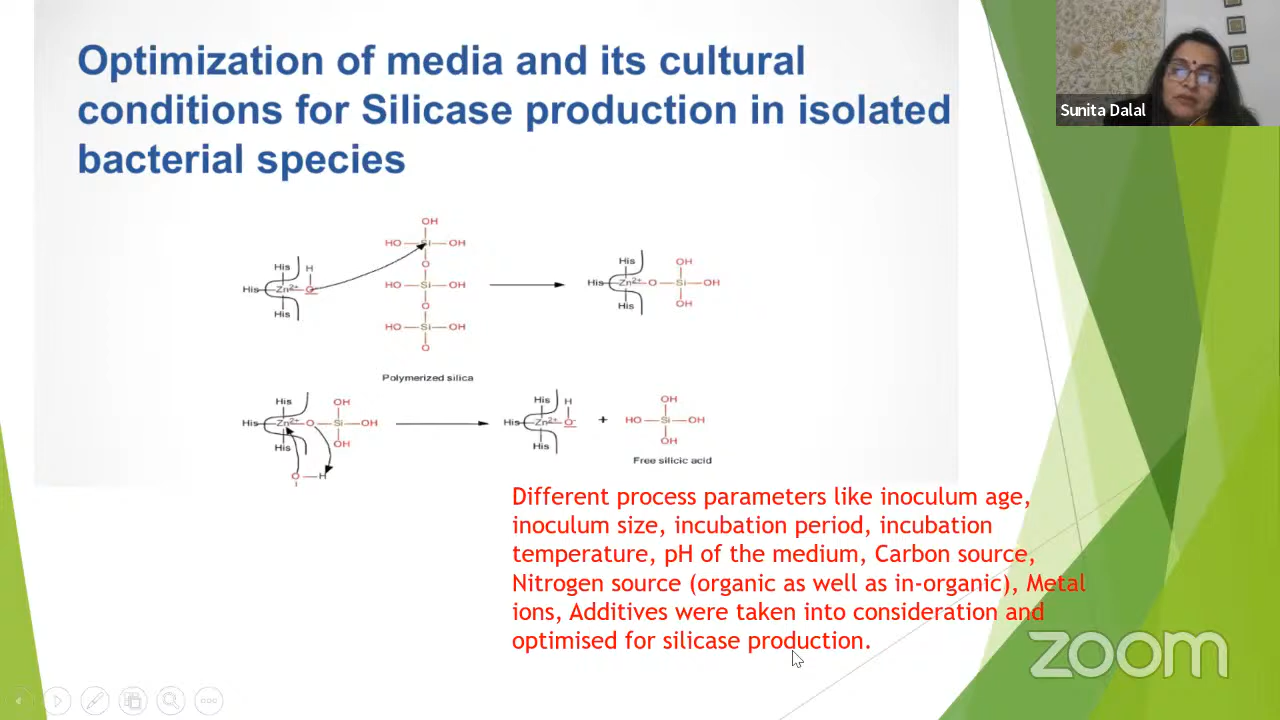 Optimization of media and its cultural
conditions for Silicase production in isolated
bacterial species
Sunita Dalal
OH
HO Si OH
O
HO Si OH
O
HO Si OH
O
Polymerized silica
His H
His Zn2+ O
His
His OH
His Zn2+ O Si OH
His OH
His OH
His Zn2+ O Si OH
His OH
O H
His H
His Zn2+ O-
His
+
OH
HO Si OH
OH
Free silicic acid
Different process parameters like inoculum age,
inoculum size, incubation period, incubation
temperature, pH of the medium, Carbon source,
Nitrogen source (organic as well as in-organic), Metal
ions, Additives were taken into consideration and
optimised for silicase production.
zoom